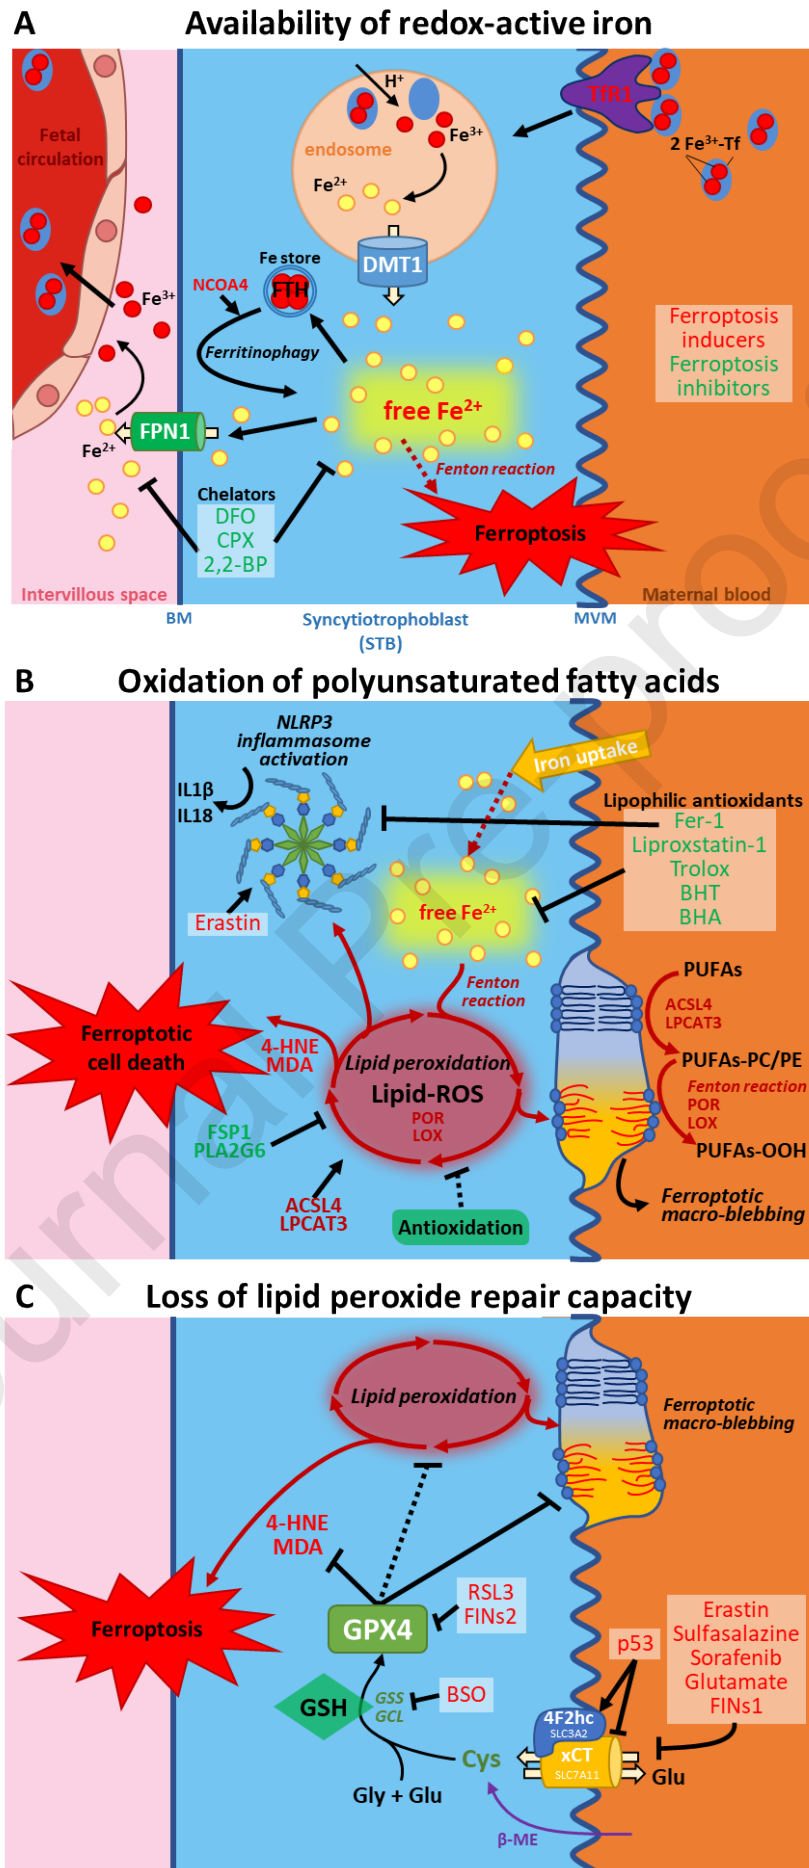 A
Availability of redox-active iron
Fetal
circulation
H⁺
Fe³⁺
endosome
Fe²⁺
TfR1
2 Fe³⁺-Tf
DMT1
Fe store
NCOA4
FTH
Fe³⁺
Ferritinophagy
Ferroptosis
inducers
Ferroptosis
inhibitors
free Fe²⁺
FPN1
Fe²⁺
Fenton reaction
Chelators
DFO
CPX
2,2-BP
Ferroptosis
Intervillous space
Maternal blood
BM
Syncytiotrophoblast
(STB)
MVM
B
Oxidation of polyunsaturated fatty acids
NLRP3
inflammasome
activation
IL1β
IL18
Iron uptake
Lipophilic antioxidants
Fer-1
Liproxstatin-1
Trolox
BHT
BHA
Erastin
free Fe²⁺
Fenton
reaction
PUFAs
ACSL4
LPCAT3
PUFAs-PC/PE
Fenton reaction
POR
LOX
PUFAs-OOH
Ferroptotic
macro-blebbing
Ferroptotic
cell death
4-HNE
MDA
Lipid peroxidation
Lipid-ROS
POR
LOX
FSP1
PLA2G6
ACSL4
LPCAT3
Antioxidation
C
Loss of lipid peroxide repair capacity
Lipid peroxidation
Ferroptotic
macro-blebbing
4-HNE
MDA
Ferroptosis
RSL3
FINs2
GPX4
GSH
GSS
GCL
BSO
p53
Erastin
Sulfasalazine
Sorafenib
Glutamate
FINs1
4F2hc
SLC3A2
xCT
SLC7A11
Cys
Glu
Gly + Glu
β-ME
Journal Pre-proo